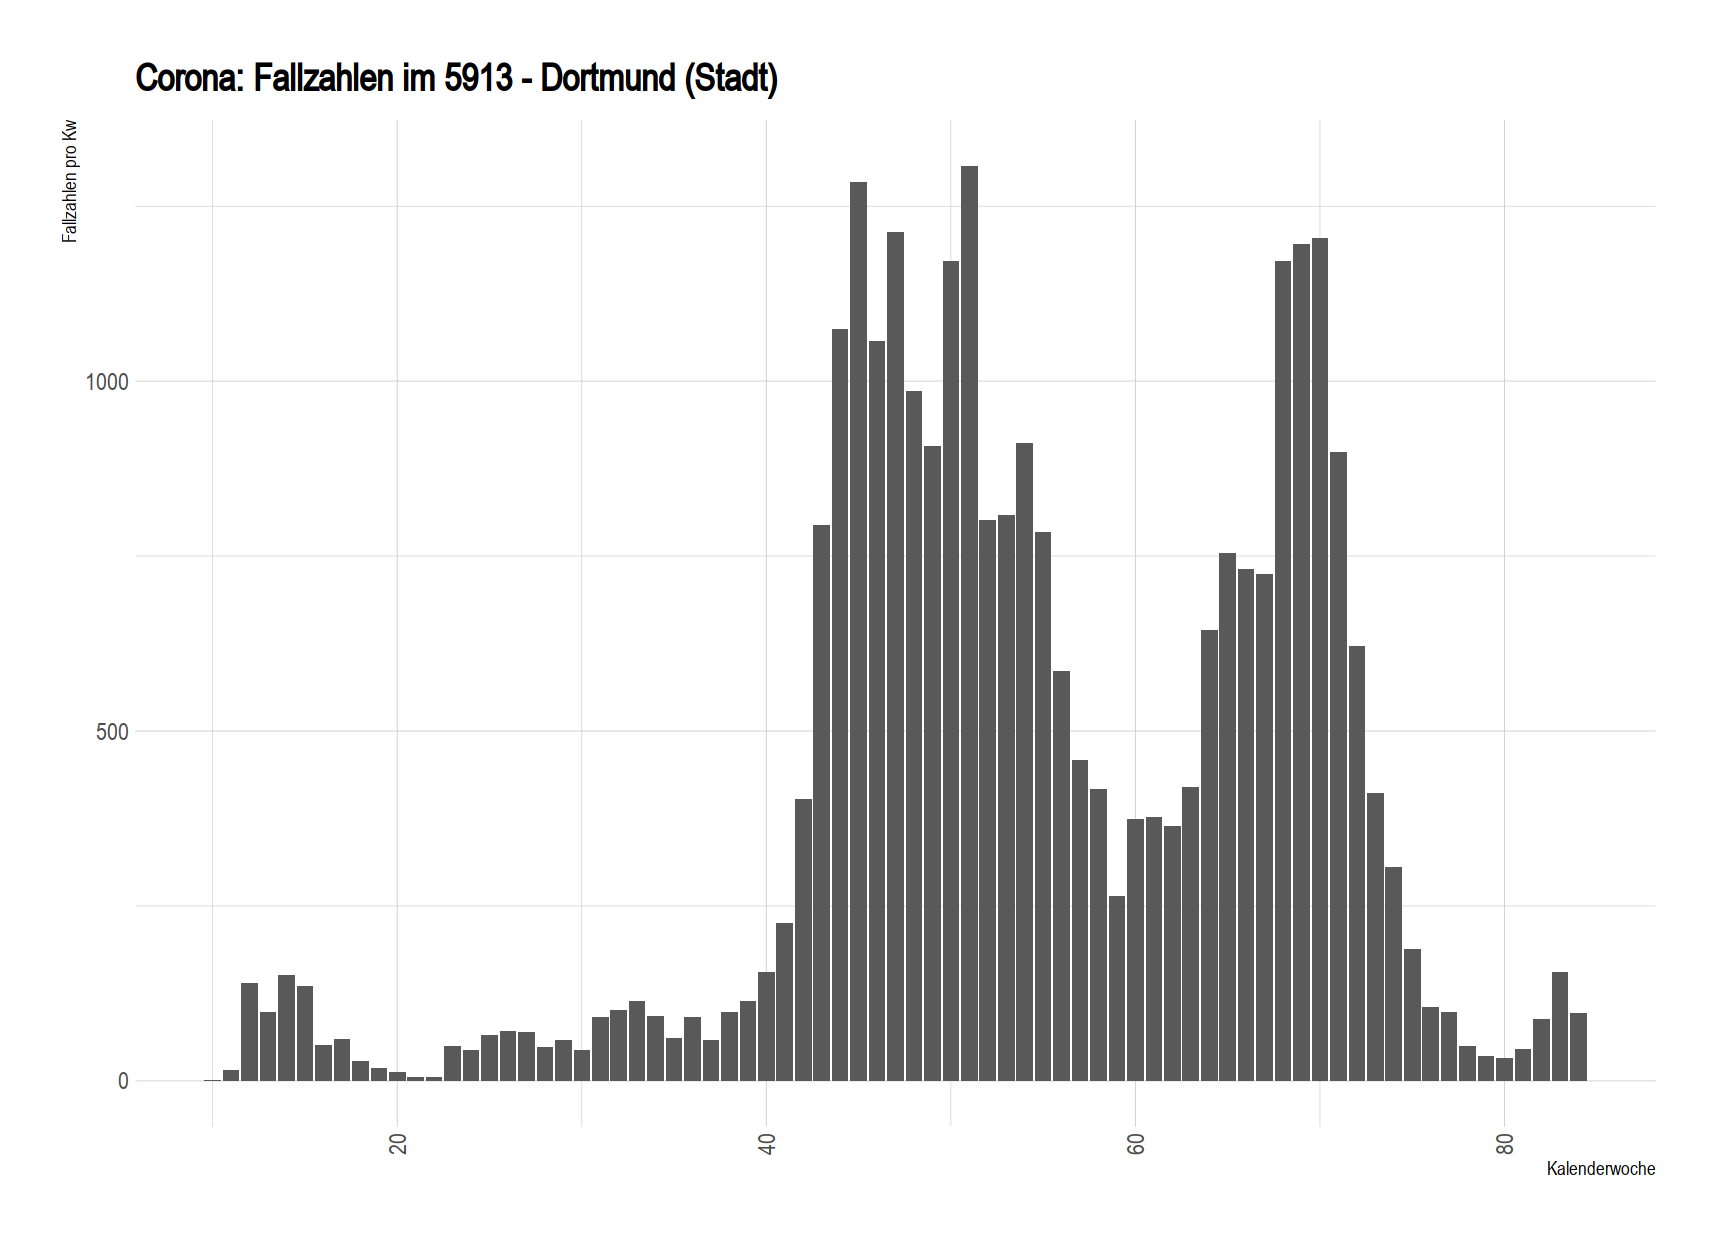 Corona: Fallzahlen im 5913 - Dortmund (Stadt)
Fallzahlen pro Kw
1000
500
0
20
40
60
80
Kalenderwoche